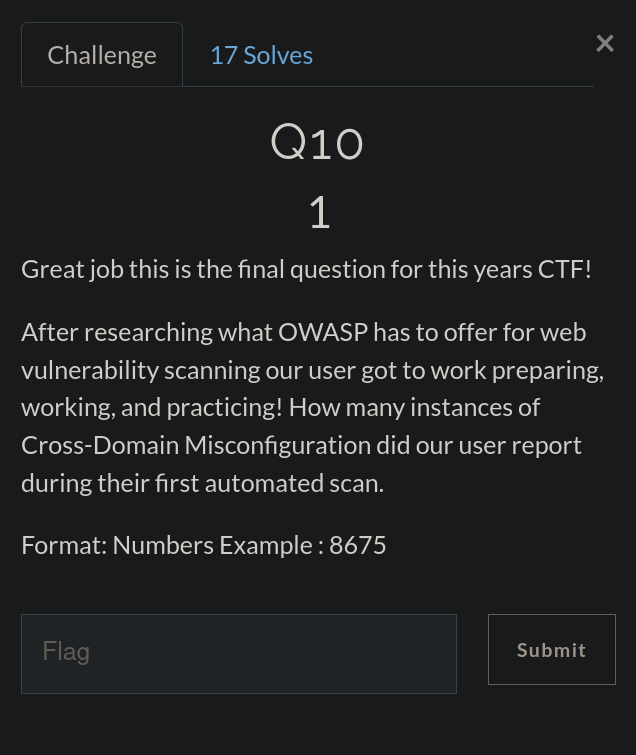 Challenge
17 Solves
×
Q10
1
Great job this is the final question for this years CTF!
After researching what OWASP has to offer for web
vulnerability scanning our user got to work preparing,
working, and practicing! How many instances of
Cross-Domain Misconfiguration did our user report
during their first automated scan.
Format: Numbers Example : 8675
Flag
Submit